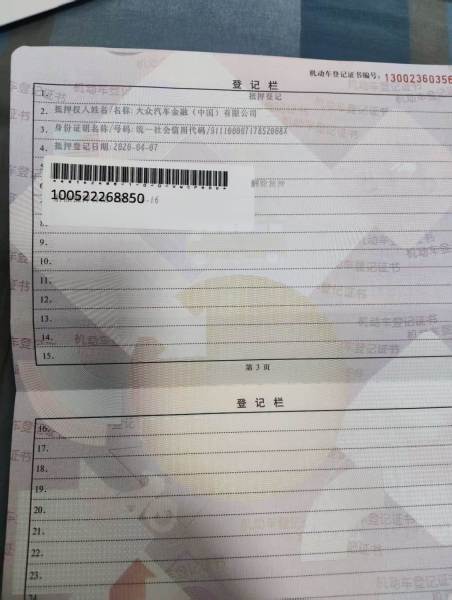 机动车登记证书编号：13002360356
登记栏
1. 抵押登记
2. 抵押权人姓名/名称:大众汽车金融（中国）有限公司
3. 身份证明名称/号码:统一社会信用代码/911100007178520
4. 抵押登记日期:2020-04-07
解除抵押
100522268850
-16
8.
9.
10.
11.
12.
13.
14.
15.
第 3 页
登记栏
16.
17.
18.
19.
20.
21.
22.
23.
24